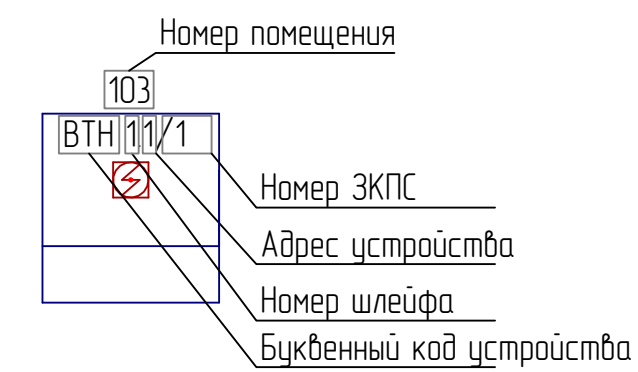 Номер помещения
103
ВТН 1 1/1
Номер ЗКПС
Адрес устройства
Номер шлейфа
Буквенный код устройства